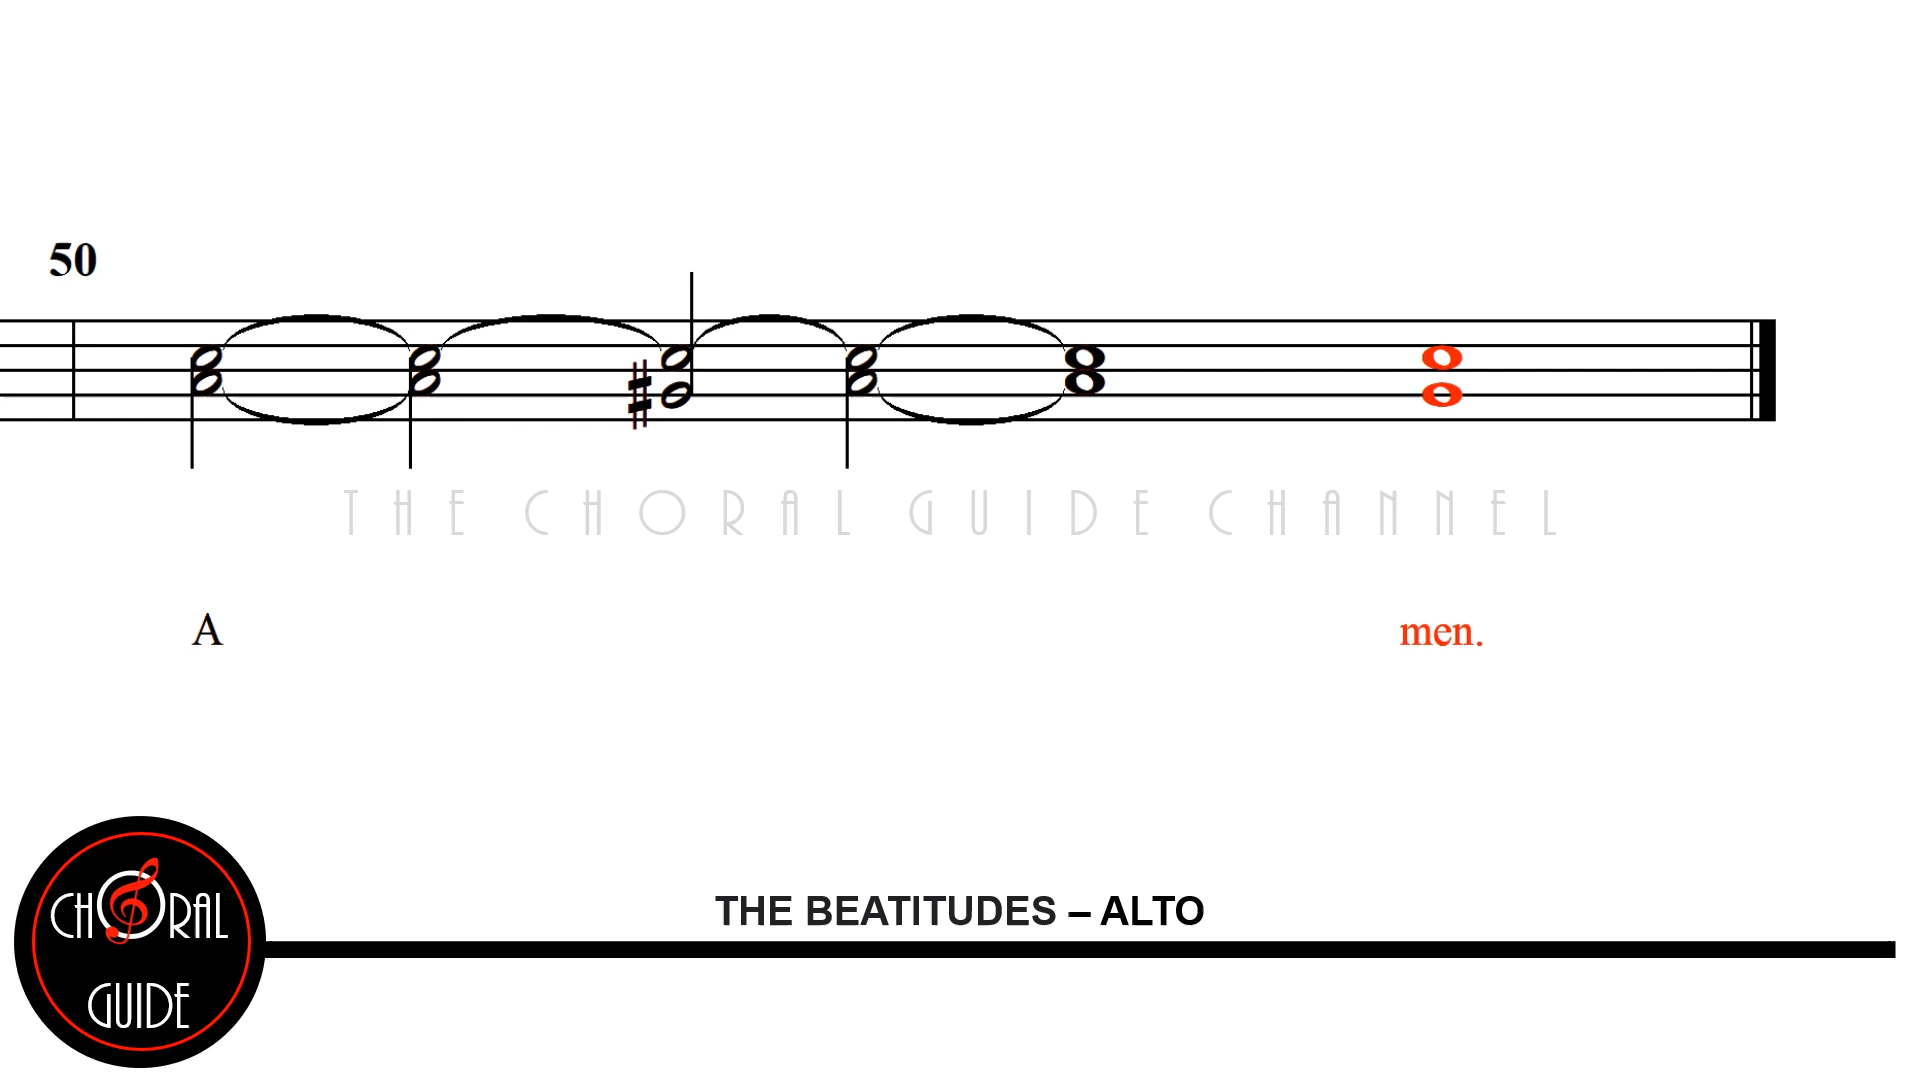 50
THE CHORAL GUIDE CHANNEL
A men.
THE BEATITUDES – ALTO
CHORAL
GUIDE